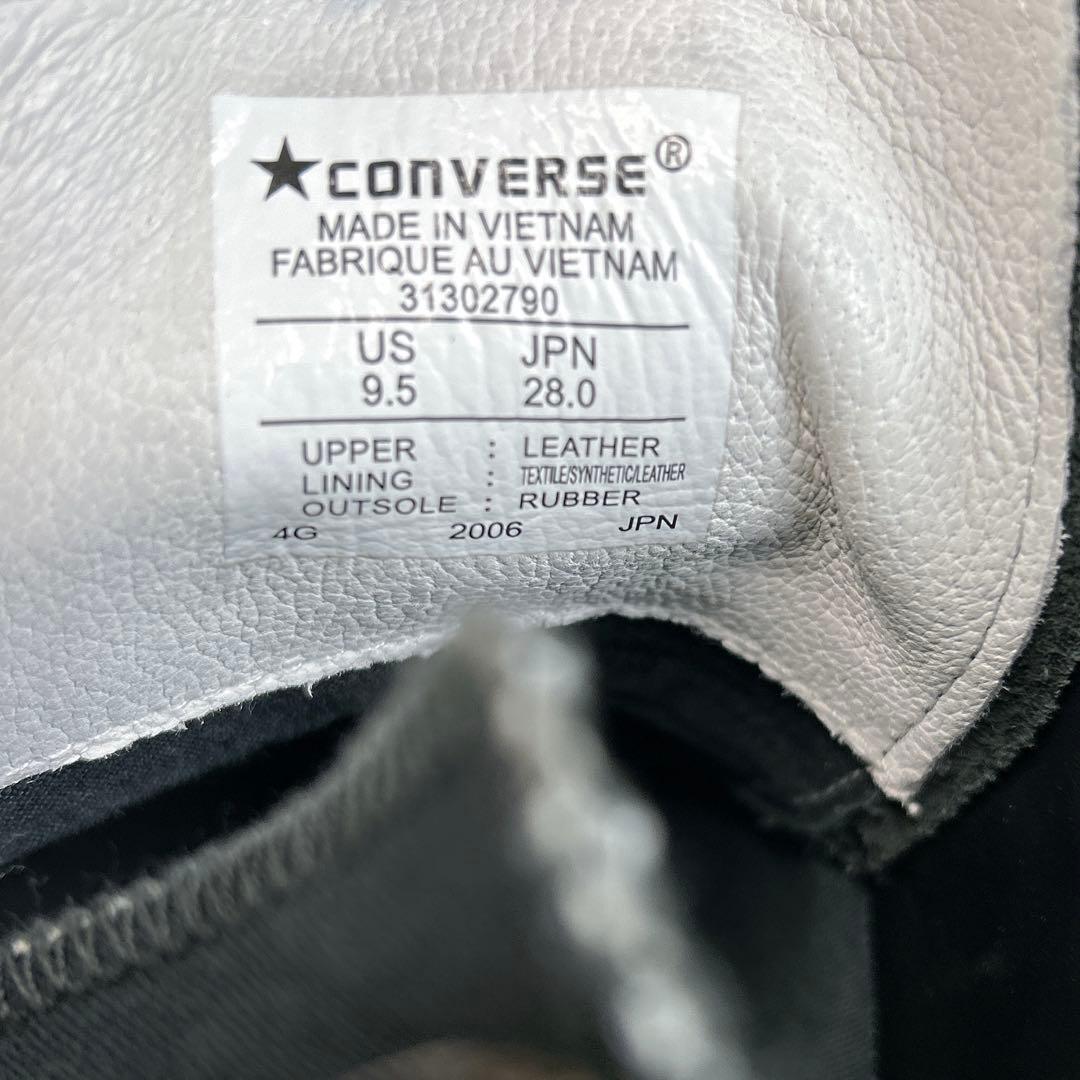 ★CONVERSE®
MADE IN VIETNAM
FABRIQUE AU VIETNAM
31302790
US JPN
9.5 28.0
UPPER : LEATHER
LINING : TEXTILE/SYNTHETIC/LEATHER
OUTSOLE : RUBBER
4G 2006 JPN